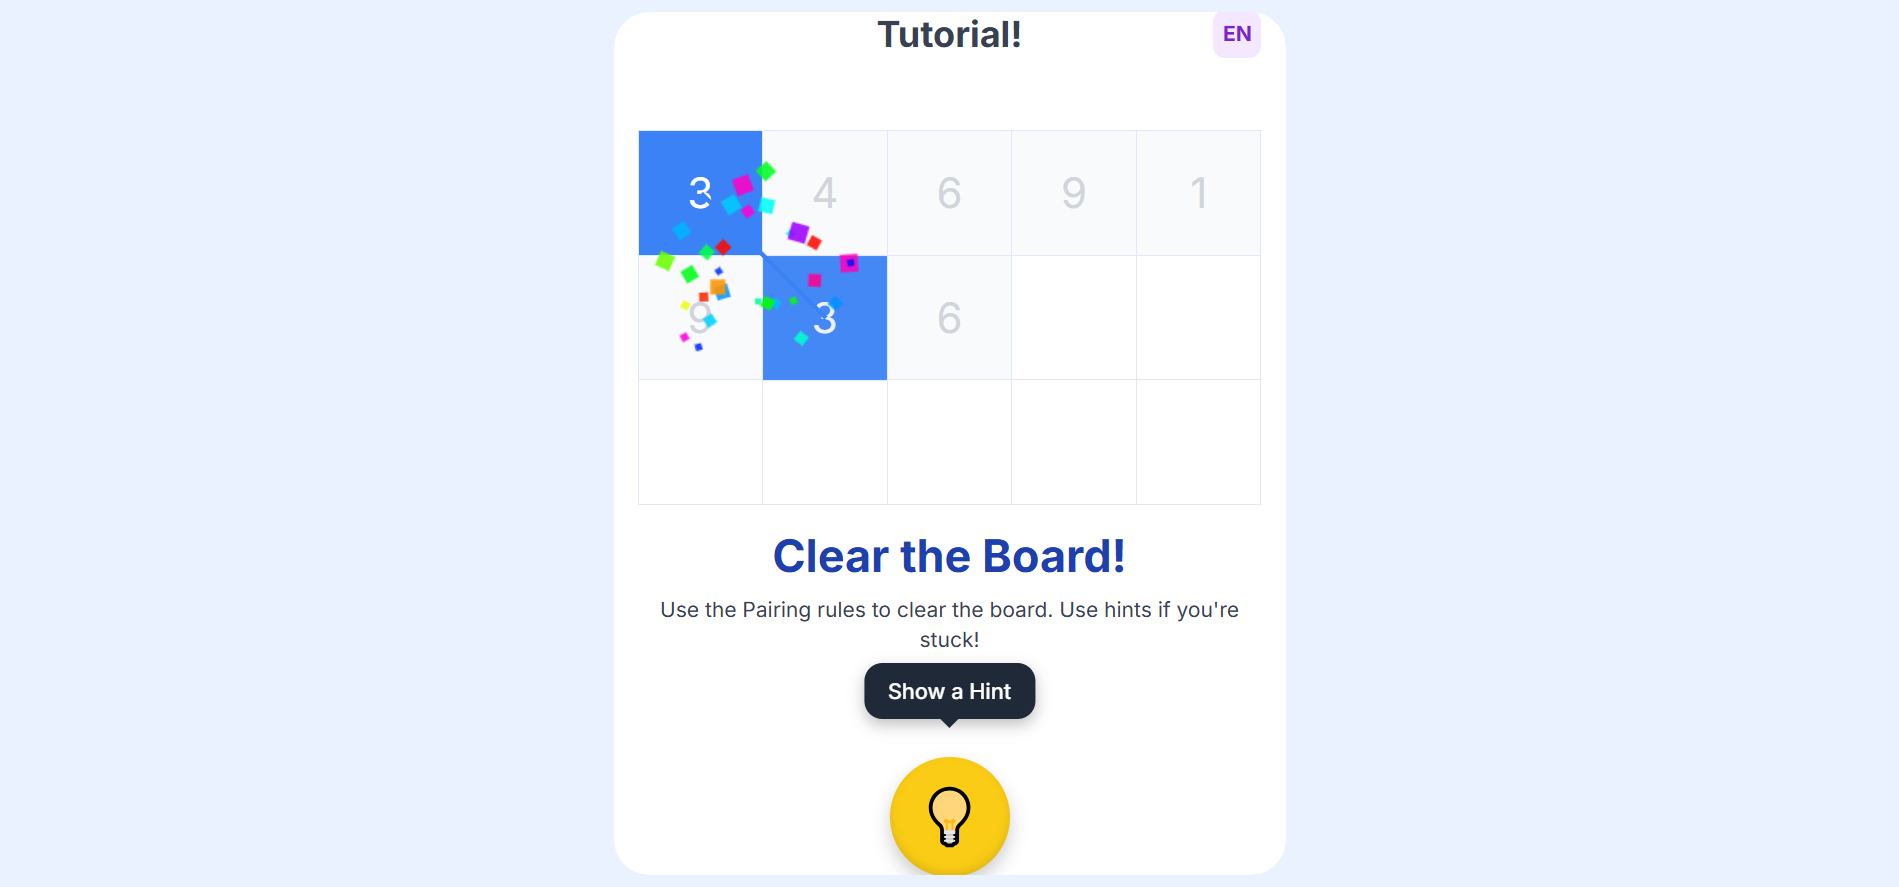 Tutorial!
EN
3 4 6 9 1
9 3 6
Clear the Board!
Use the Pairing rules to clear the board. Use hints if you're
stuck!
Show a Hint